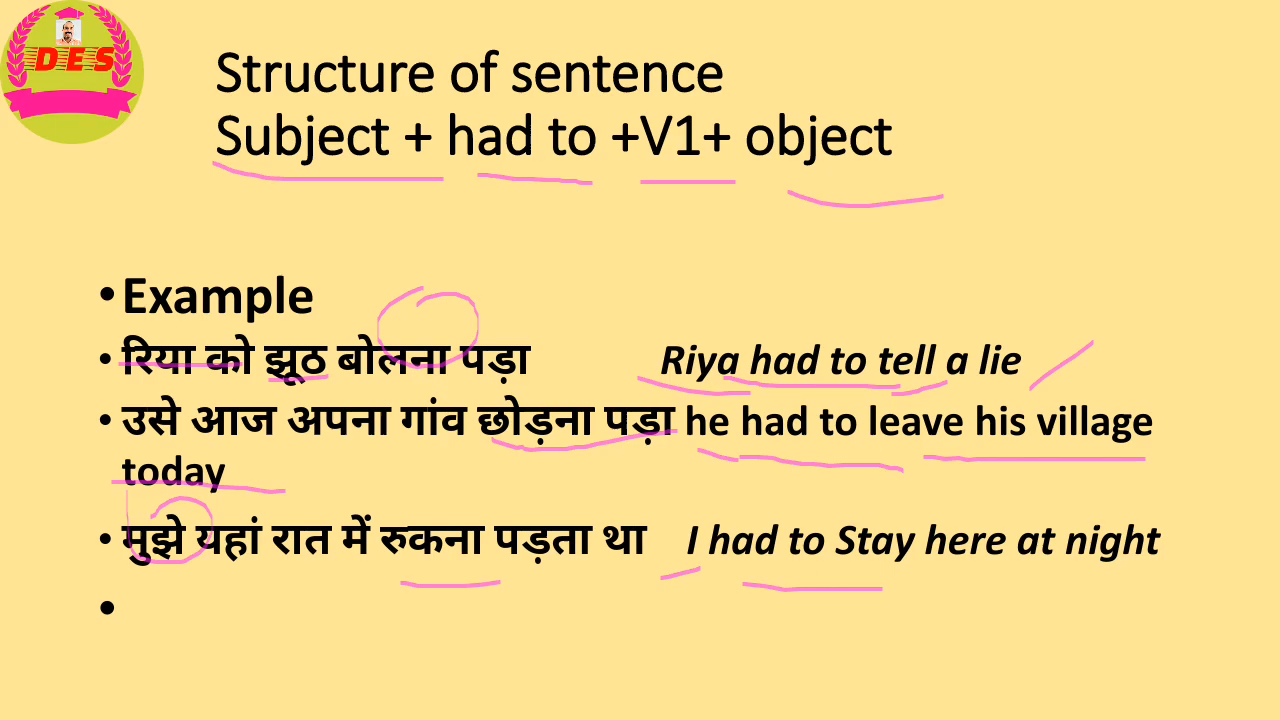 DES
Structure of sentence
Subject + had to +V1+ object
•Example
• रिया को झूठ बोलना पड़ा Riya had to tell a lie
• उसे आज अपना गांव छोड़ना पड़ा he had to leave his village
today
• मुझे यहां रात में रुकना पड़ता था I had to Stay here at night
•